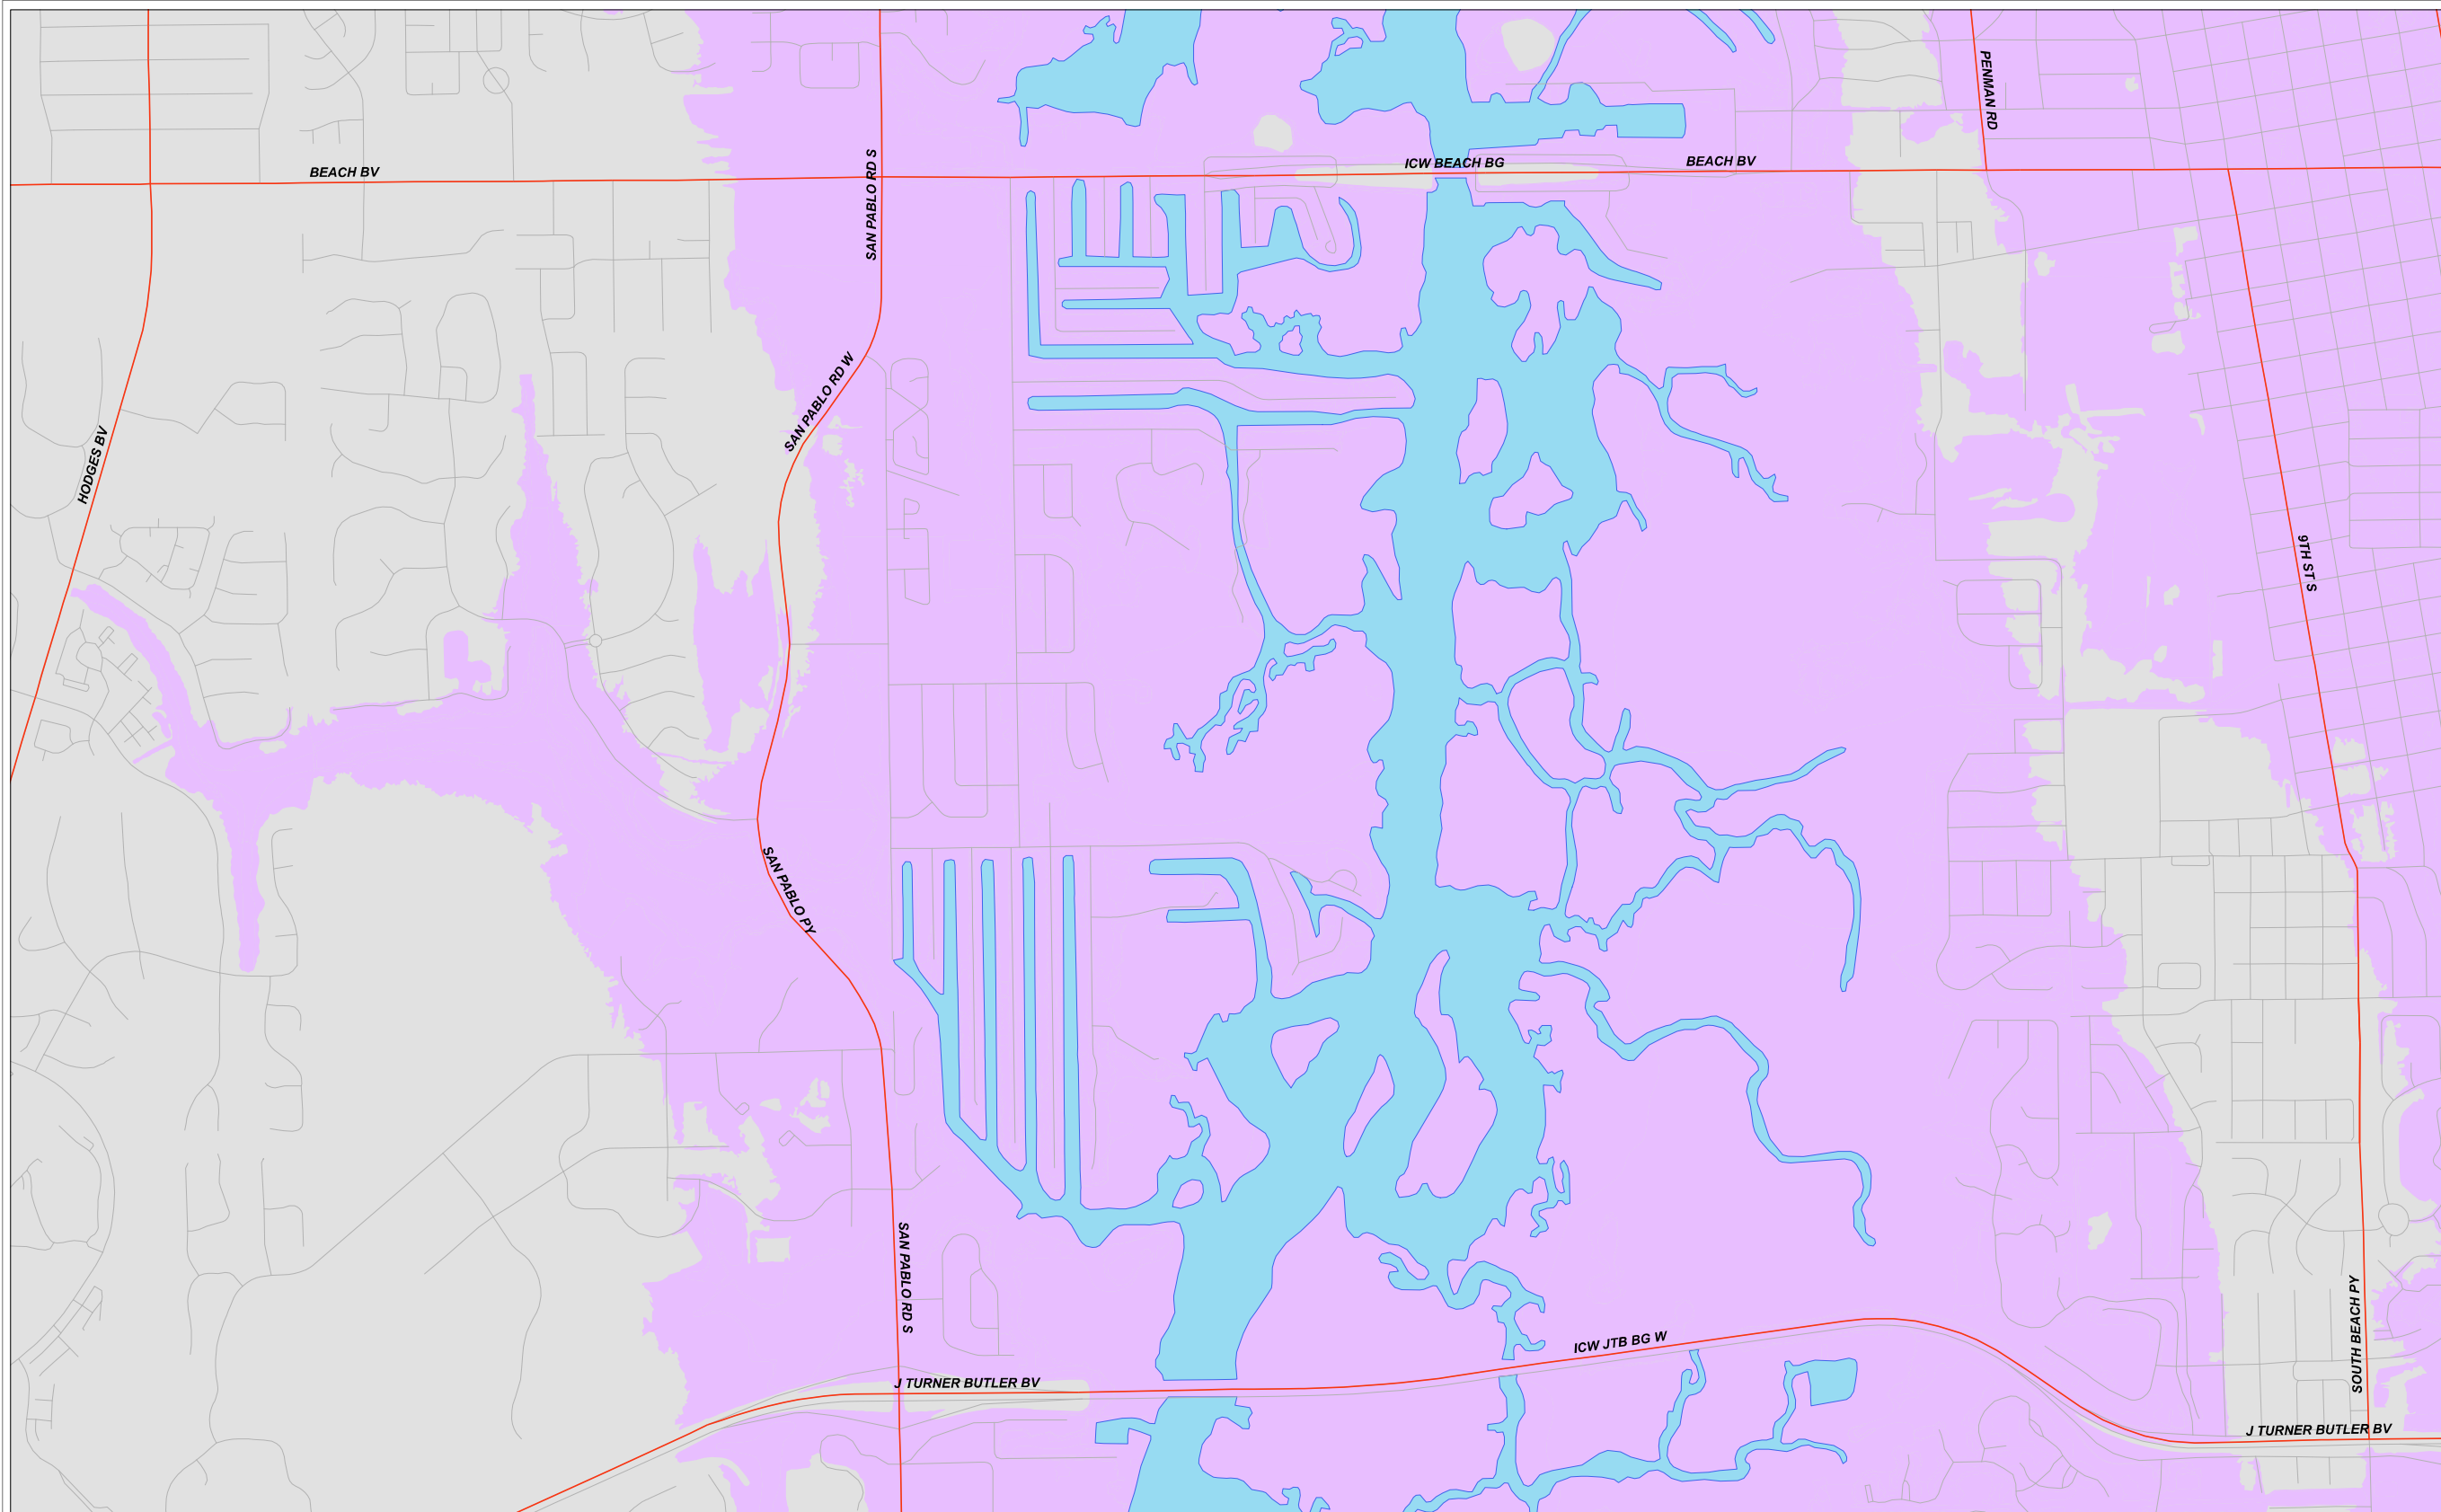 PENMAN RD
BEACH BV
SAN PABLO RD S
ICW BEACH BG
BEACH BV
SAN PABLO RD W
HODGES BV
9TH ST S
SAN PABLO PY
SAN PABLO RD S
SOUTH BEACH PY
ICW JTB BG W
J TURNER BUTLER BV
J TURNER BUTLER BV